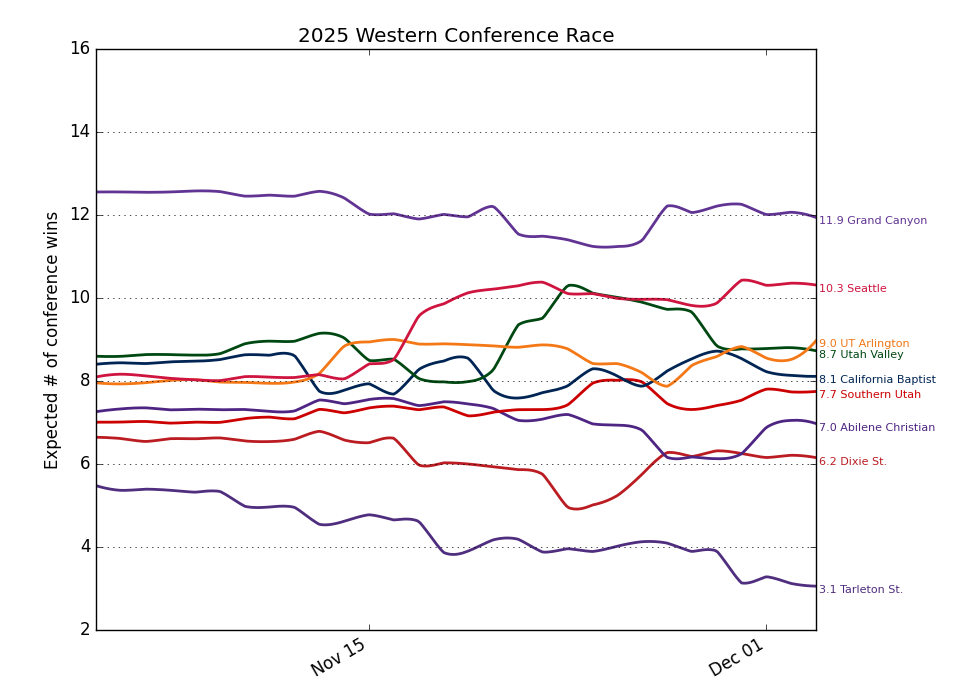 2025 Western Conference Race
Expected # of conference wins
16
14
12
10
8
6
4
2
Nov 15
Dec 01
11.9 Grand Canyon
10.3 Seattle
9.0 UT Arlington
8.7 Utah Valley
8.1 California Baptist
7.7 Southern Utah
7.0 Abilene Christian
6.2 Dixie St.
3.1 Tarleton St.